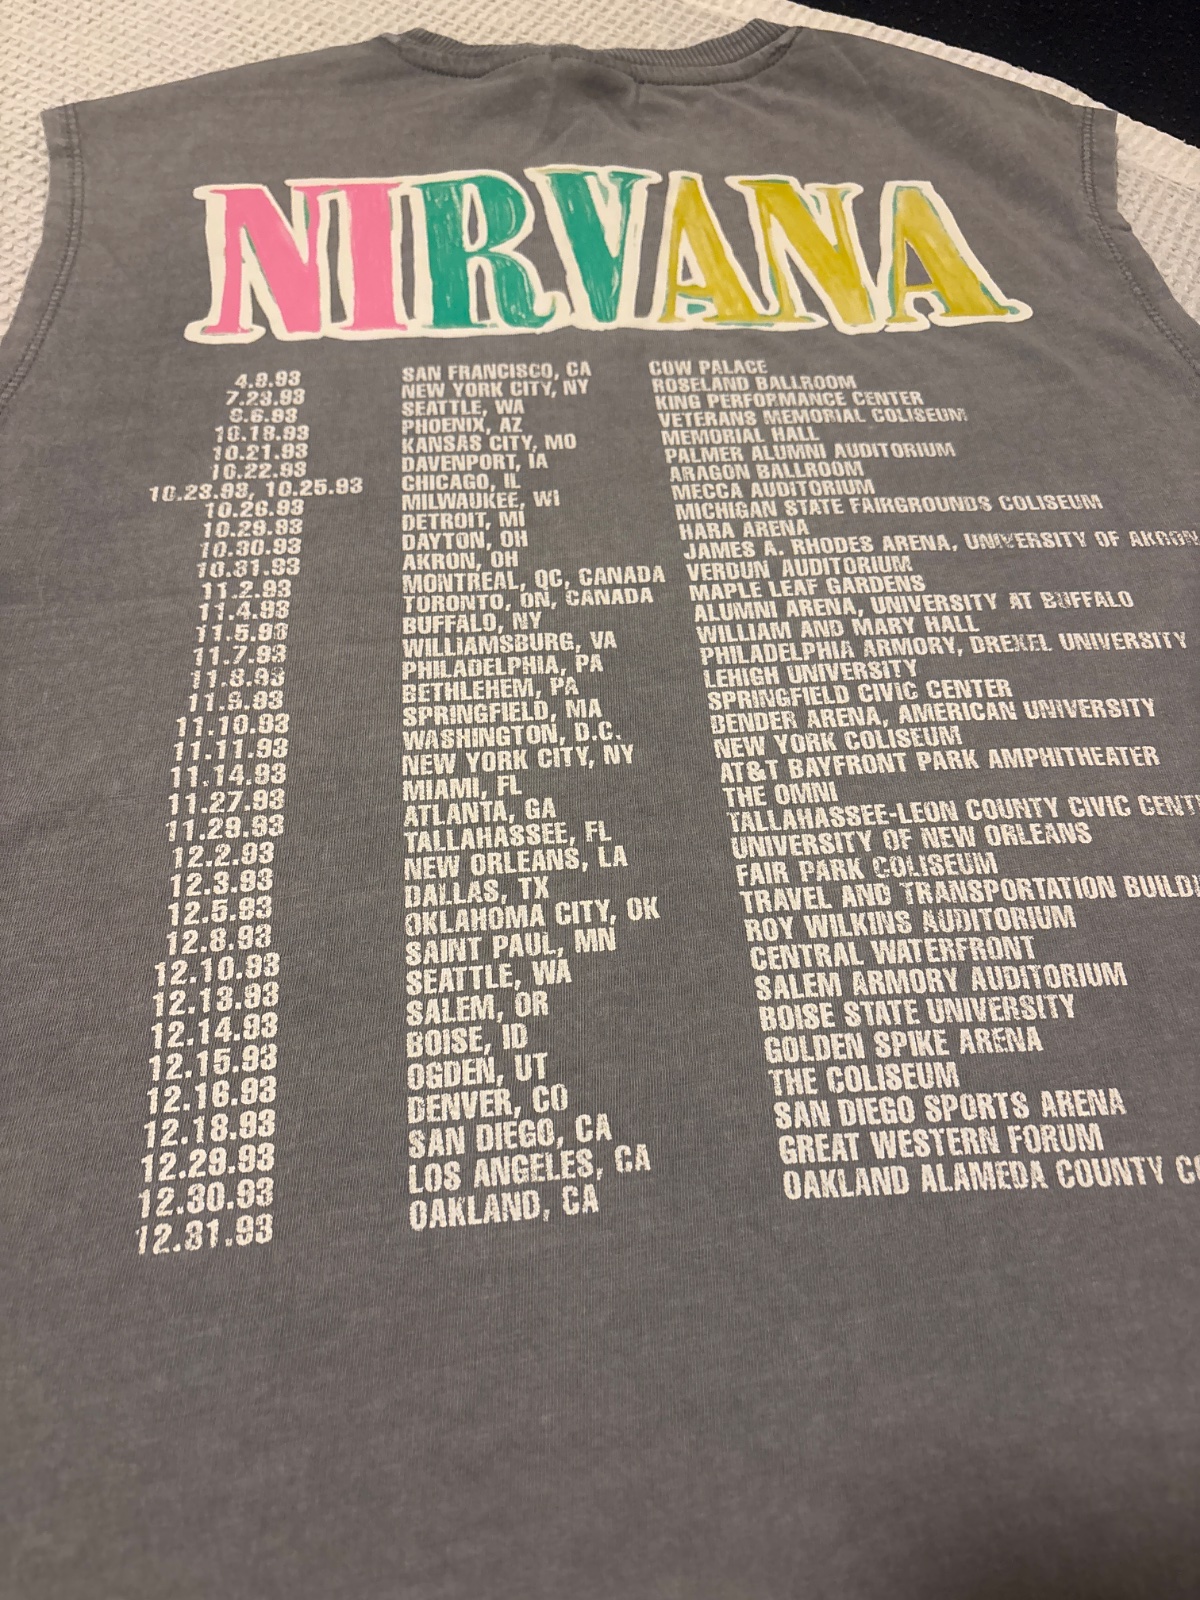 NIRVANA
4.9.93 SAN FRANCISCO, CA COW PALACE
7.23.93 NEW YORK CITY, NY ROSELAND BALLROOM
SEATTLE, WA KING PERFORMANCE CENTER
10.18.93 PHOENIX, AZ VETERANS MEMORIAL COLISEUM
10.21.93 KANSAS CITY, MO MEMORIAL HALL
10.22.93 DAVENPORT, IA PALMER ALUMNI AUDITORIUM
10.23.93, 10.25.93 CHICAGO, IL ARAGON BALLROOM
10.26.93 MILWAUKEE, WI MECCA AUDITORIUM
10.29.93 DETROIT, MI MICHIGAN STATE FAIRGROUNDS COLISEUM
10.30.93 DAYTON, OH HARA ARENA
10.31.93 AKRON, OH JAMES A. RHODES ARENA, UNIVERSITY OF AKRON
11.2.93 MONTREAL, QC, CANADA VERDUN AUDITORIUM
11.4.93 TORONTO, ON, CANADA MAPLE LEAF GARDENS
11.5.93 BUFFALO, NY ALUMNI ARENA, UNIVERSITY AT BUFFALO
11.7.93 WILLIAMSBURG, VA WILLIAM AND MARY HALL
11.8.93 PHILADELPHIA, PA PHILADELPHIA ARMORY, DREXEL UNIVERSITY
11.9.93 BETHLEHEM, PA LEHIGH UNIVERSITY
11.10.93 SPRINGFIELD, MA SPRINGFIELD CIVIC CENTER
11.11.93 WASHINGTON, D.C. BENDER ARENA, AMERICAN UNIVERSITY
11.14.93 NEW YORK CITY, NY NEW YORK COLISEUM
11.27.93 MIAMI, FL AT&T BAYFRONT PARK AMPHITHEATER
11.29.93 ATLANTA, GA THE OMNI
12.2.93 TALLAHASSEE, FL TALLAHASSEE-LEON COUNTY CIVIC CENT
12.3.93 NEW ORLEANS, LA UNIVERSITY OF NEW ORLEANS
12.5.93 DALLAS, TX FAIR PARK COLISEUM
12.8.93 OKLAHOMA CITY, OK TRAVEL AND TRANSPORTATION BUILDI
12.10.93 SAINT PAUL, MN ROY WILKINS AUDITORIUM
12.13.93 SEATTLE, WA CENTRAL WATERFRONT
12.14.93 SALEM, OR SALEM ARMORY AUDITORIUM
12.15.93 BOISE, ID BOISE STATE UNIVERSITY
12.16.93 OGDEN, UT GOLDEN SPIKE ARENA
12.18.93 DENVER, CO THE COLISEUM
12.29.93 SAN DIEGO, CA SAN DIEGO SPORTS ARENA
12.30.93 LOS ANGELES, CA GREAT WESTERN FORUM
12.31.93 OAKLAND, CA OAKLAND ALAMEDA COUNTY CO